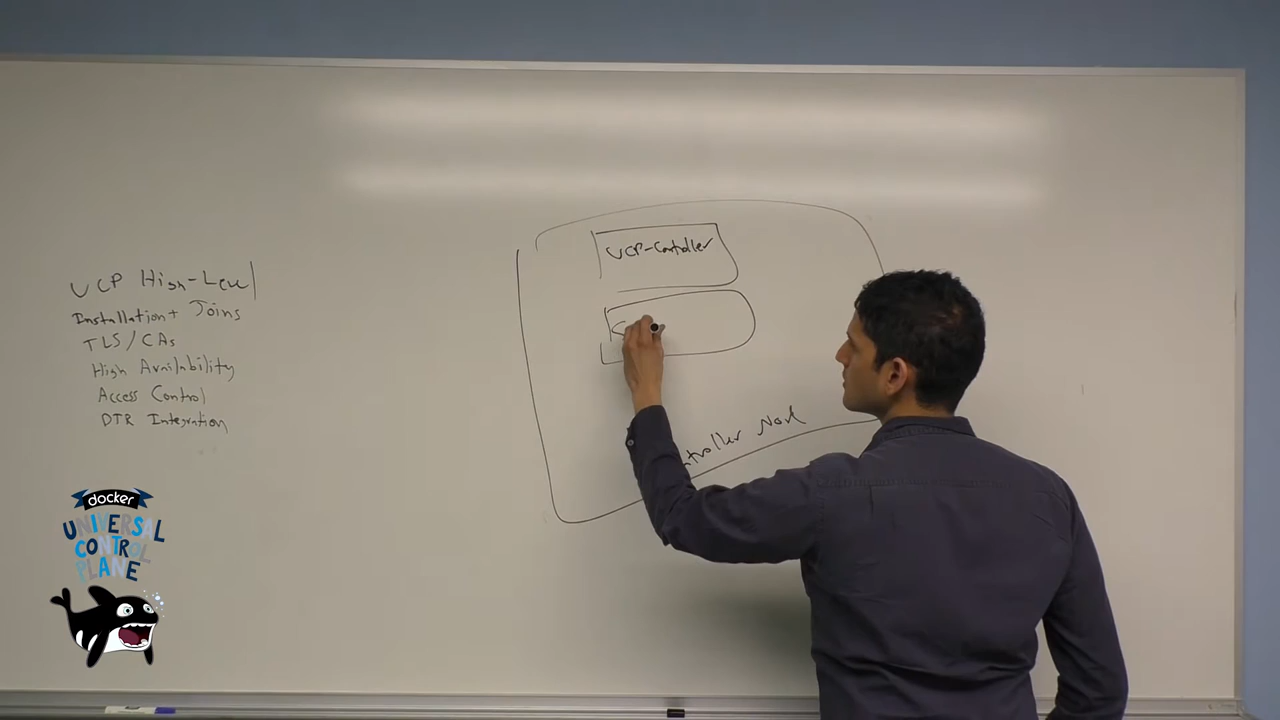 UCP High-Level
Installation + Joins
TLS/CAs
High Availability
Access Control
DTR Integration
UCP-Controller
ntroller Node
docker
UNIVERSAL
CONTROL
PLANE